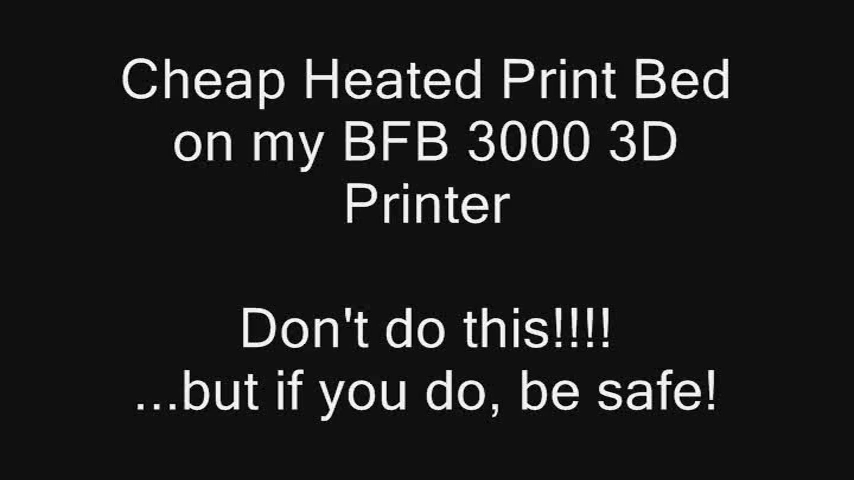 Cheap Heated Print Bed
on my BFB 3000 3D
Printer
Don't do this!!!!
...but if you do, be safe!